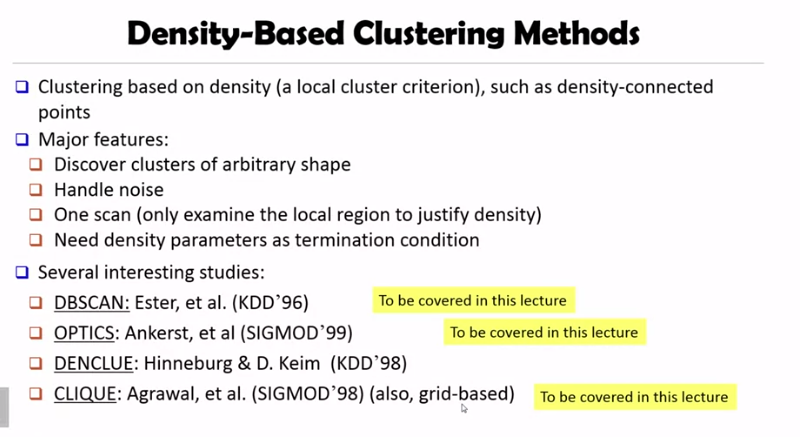 Density-Based Clustering Methods
Clustering based on density (a local cluster criterion), such as density-connected
points
Major features:
Discover clusters of arbitrary shape
Handle noise
One scan (only examine the local region to justify density)
Need density parameters as termination condition
Several interesting studies:
DBSCAN: Ester, et al. (KDD’96) To be covered in this lecture
OPTICS: Ankerst, et al (SIGMOD’99) To be covered in this lecture
DENCLUE: Hinneburg & D. Keim (KDD’98)
CLIQUE: Agrawal, et al. (SIGMOD’98) (also, grid-based) To be covered in this lecture